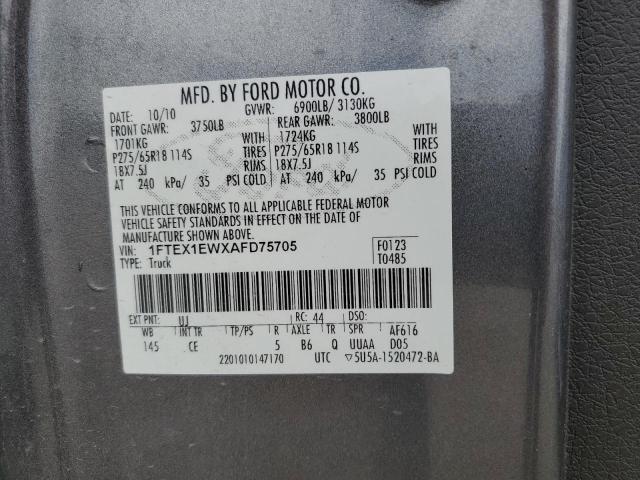 MFD. BY FORD MOTOR CO.
DATE: 10/10 GVWR: 6900LB/ 3130KG
FRONT GAWR: 3750LB REAR GAWR: 3800LB
1701KG WITH 1724KG WITH
P275/65R18 114S TIRES P275/65R18 114S TIRES
18X7.5J RIMS 18X7.5J RIMS
AT 240 kPa/ 35 PSI COLD AT 240 kPa/ 35 PSI COLD
THIS VEHICLE CONFORMS TO ALL APPLICABLE FEDERAL MOTOR
VEHICLE SAFETY STANDARDS IN EFFECT ON THE DATE OF
MANUFACTURE SHOWN ABOVE.
VIN: 1FTEX1EWXAFD75705 F0123
TYPE: Truck T0485
EXT PNT: UJ RC: 44 DSO:
WB INT TR TP/PS R AXLE TR SPR AF616
145 CE 5 B6 Q UUAA D05
2201010147170 UTC ▽5U5A-1520472-BA